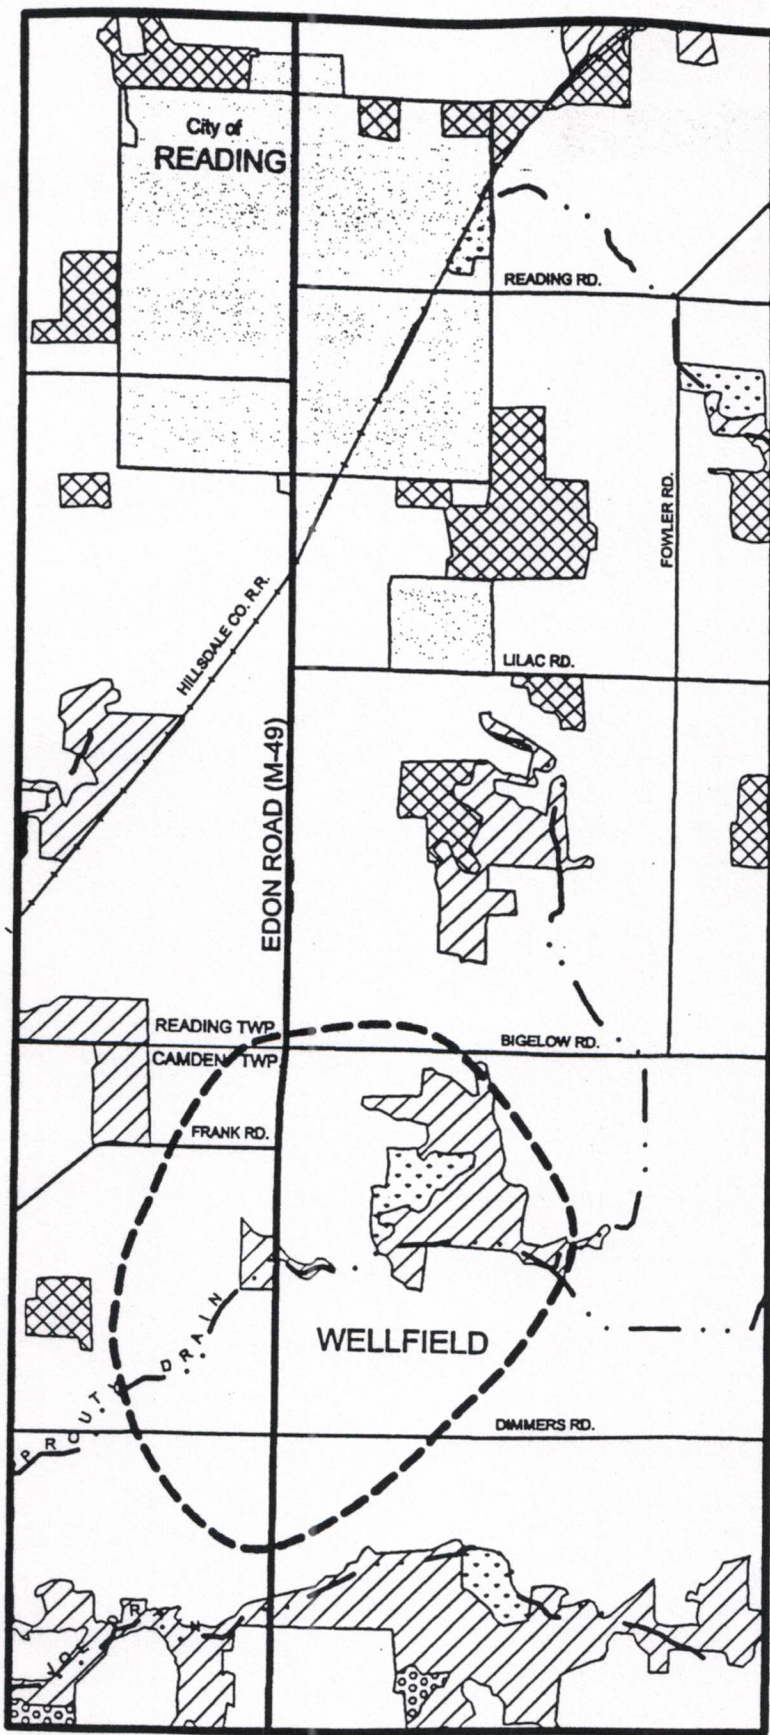 City of
READING
READING RD.
FOWLER RD.
HILLSDALE CO. R.R.
LILAC RD.
EDON ROAD (M-49)
READING TWP
BIGELOW RD.
CAMDEN TWP
FRANK RD.
WELLFIELD
PROUTY DRAIN
DIMMERS RD.